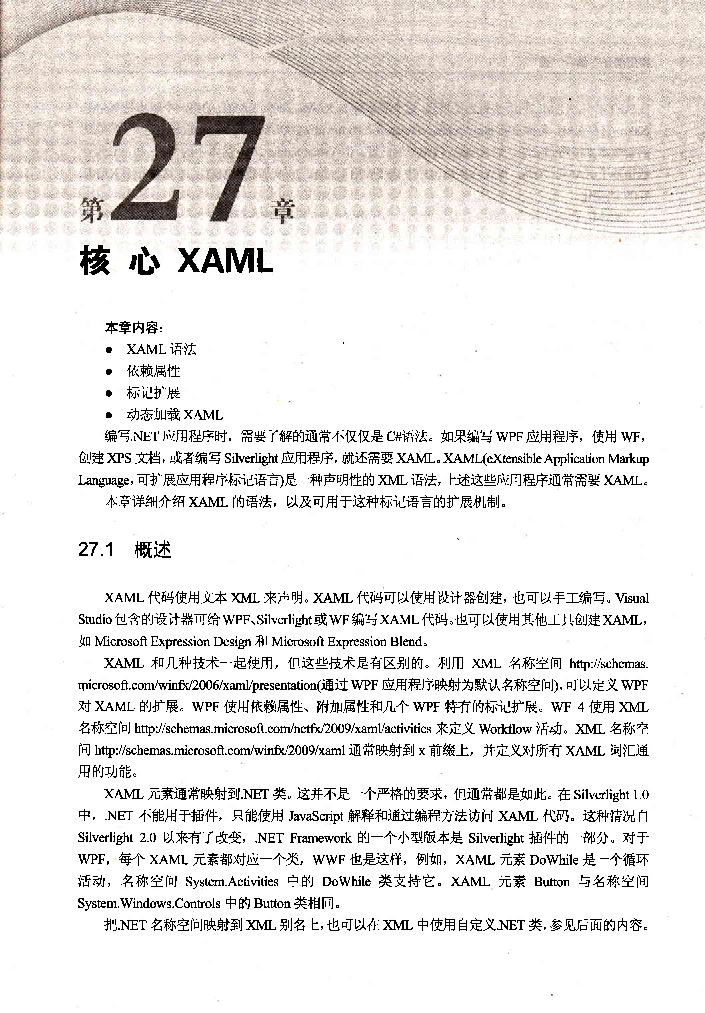 第27章
核心 XAML
本章内容：
● XAML 语法
● 依赖属性
● 标记扩展
● 动态加载 XAML
编写.NET 应用程序时，需要了解的通常不仅仅是 C#语法。如果编写 WPF 应用程序，使用 WF，
创建 XPS 文档，或者编写 Silverlight 应用程序，就还需要 XAML。XAML(eXtensible Application Markup
Language，可扩展应用程序标记语言)是一种声明性的 XML 语法，上述这些应用程序通常需要 XAML。
本章详细介绍 XAML 的语法，以及可用于这种标记语言的扩展机制。
27.1 概述
XAML 代码使用文本 XML 来声明。XAML 代码可以使用设计器创建，也可以手工编写。Visual
Studio 包含的设计器可给 WPF、Silverlight 或 WF 编写 XAML 代码。也可以使用其他工具创建 XAML，
如 Microsoft Expression Design 和 Microsoft Expression Blend。
XAML 和几种技术一起使用，但这些技术是有区别的。利用 XML 名称空间 http://schemas.
microsoft.com/winfx/2006/xaml/presentation(通过 WPF 应用程序映射为默认名称空间)，可以定义 WPF
对 XAML 的扩展。WPF 使用依赖属性、附加属性和几个 WPF 特有的标记扩展。WF 4 使用 XML
名称空间 http://schemas.microsoft.com/netfx/2009/xaml/activities 来定义 Workflow 活动。XML 名称空
间 http://schemas.microsoft.com/winfx/2009/xaml 通常映射到 x 前缀上，并定义对所有 XAML 词汇通
用的功能。
XAML 元素通常映射到.NET 类。这并不是一个严格的要求，但通常都是如此。在 Silverlight 1.0
中，.NET 不能用于插件，只能使用 JavaScript 解释和通过编程方法访问 XAML 代码。这种情况自
Silverlight 2.0 以来有了改变，.NET Framework 的一个小型版本是 Silverlight 插件的一部分。对于
WPF，每个 XAML 元素都对应一个类，WWF 也是这样，例如，XAML 元素 DoWhile 是一个循环
活动，名称空间 System.Activities 中的 DoWhile 类支持它。XAML 元素 Button 与名称空间
System.Windows.Controls 中的 Button 类相同。
把.NET 名称空间映射到 XML 别名上，也可以在 XML 中使用自定义.NET 类，参见后面的内容。